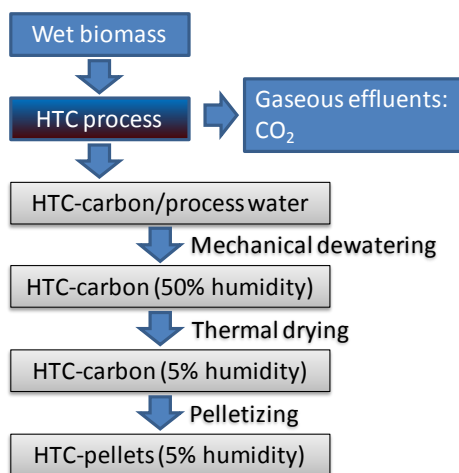 Wet biomass
HTC process
Gaseous effluents:
CO₂
HTC-carbon/process water
Mechanical dewatering
HTC-carbon (50% humidity)
Thermal drying
HTC-carbon (5% humidity)
Pelletizing
HTC-pellets (5% humidity)